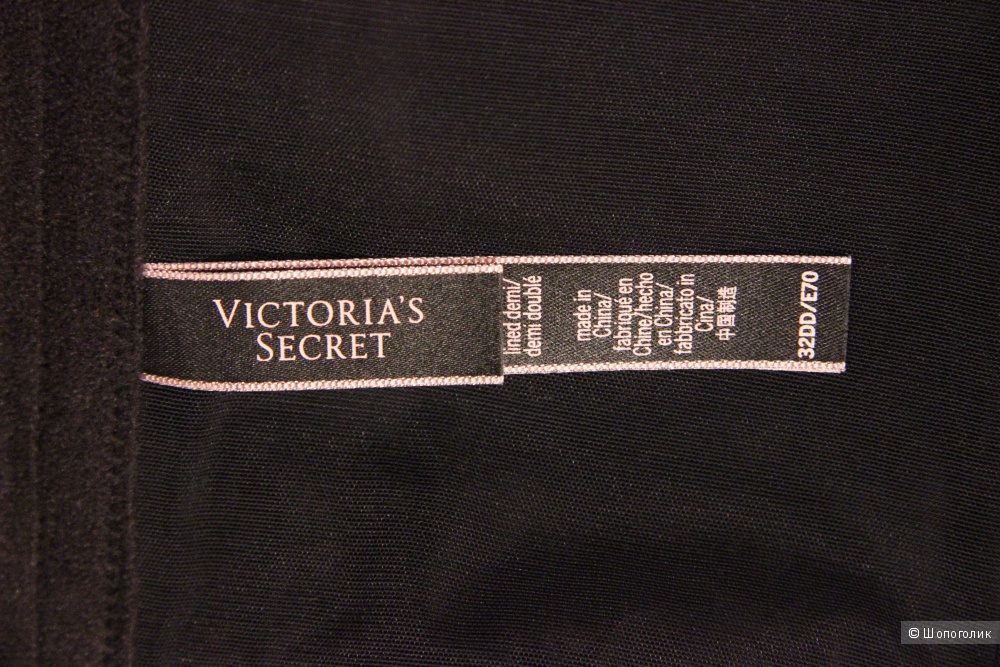 VICTORIA'S
SECRET
lined demi/
demi doublé
made in
China/
fabriqué en
Chine/hecho
en China/
fabbricato in
Cina/
中国制造
32DD/E70
© Шопоголик